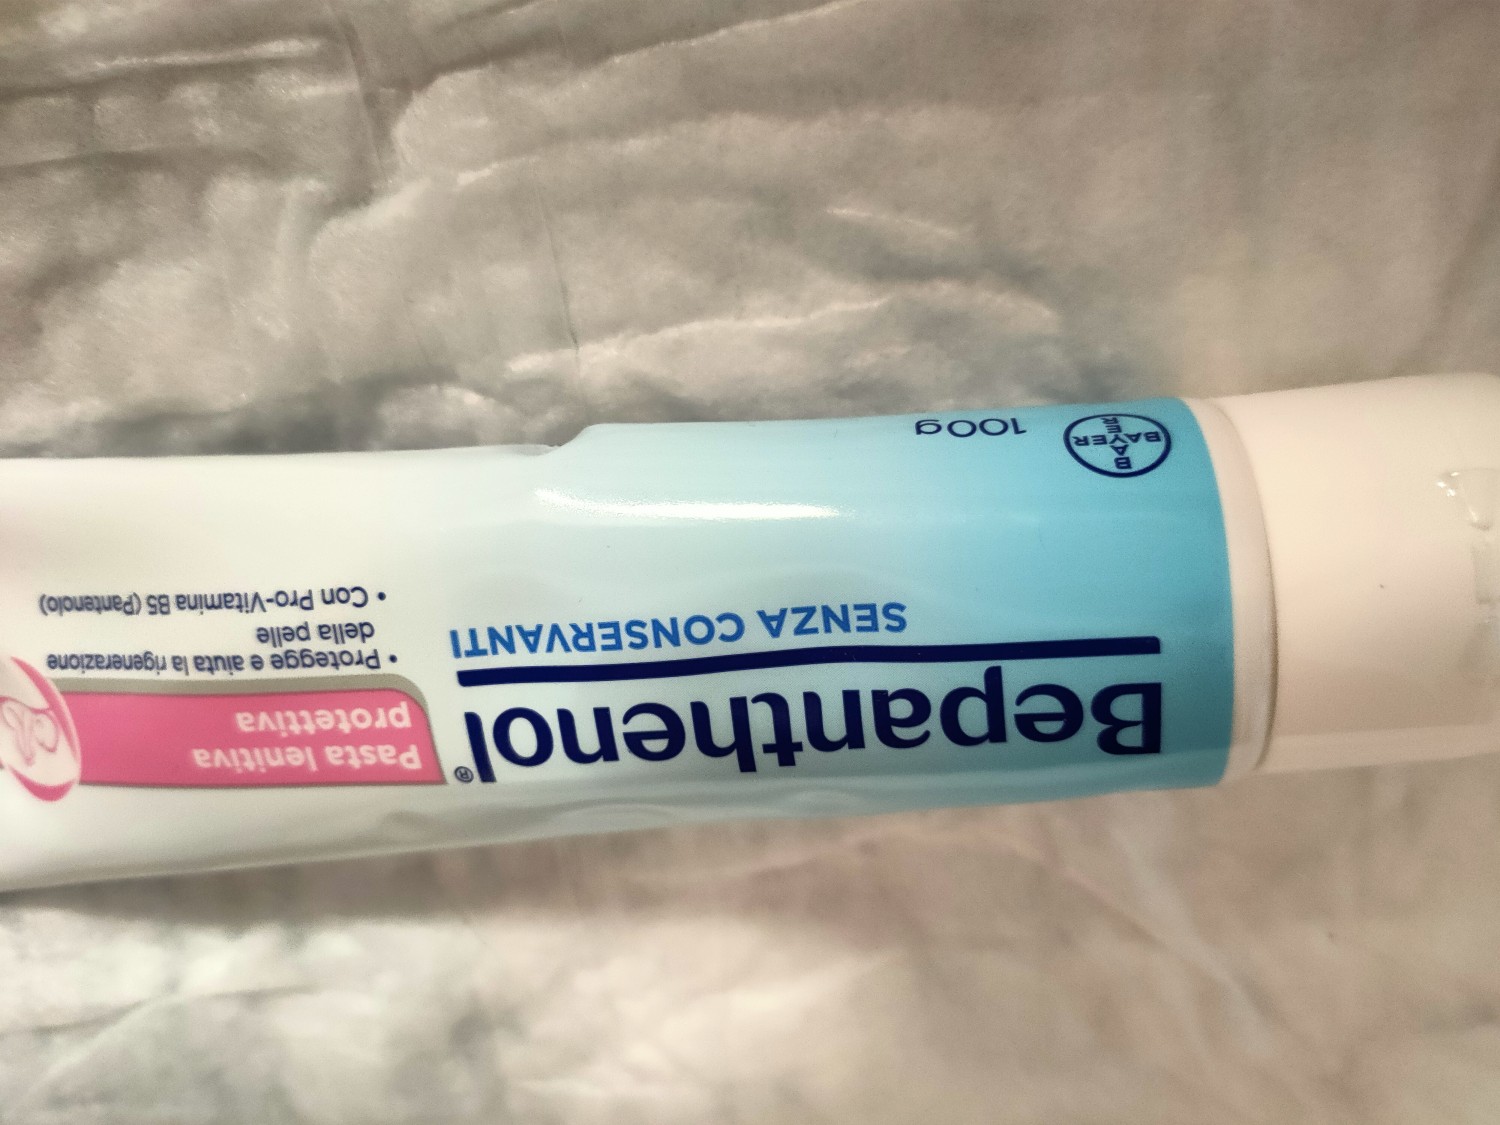 Bepanthenol®
SENZA CONSERVANTI
Pasta lenitiva
protettiva
• Protegge e aiuta la rigenerazione
della pelle
• Con Pro-Vitamina B5 (Pantenolo)
BAYER
BAYER
100g